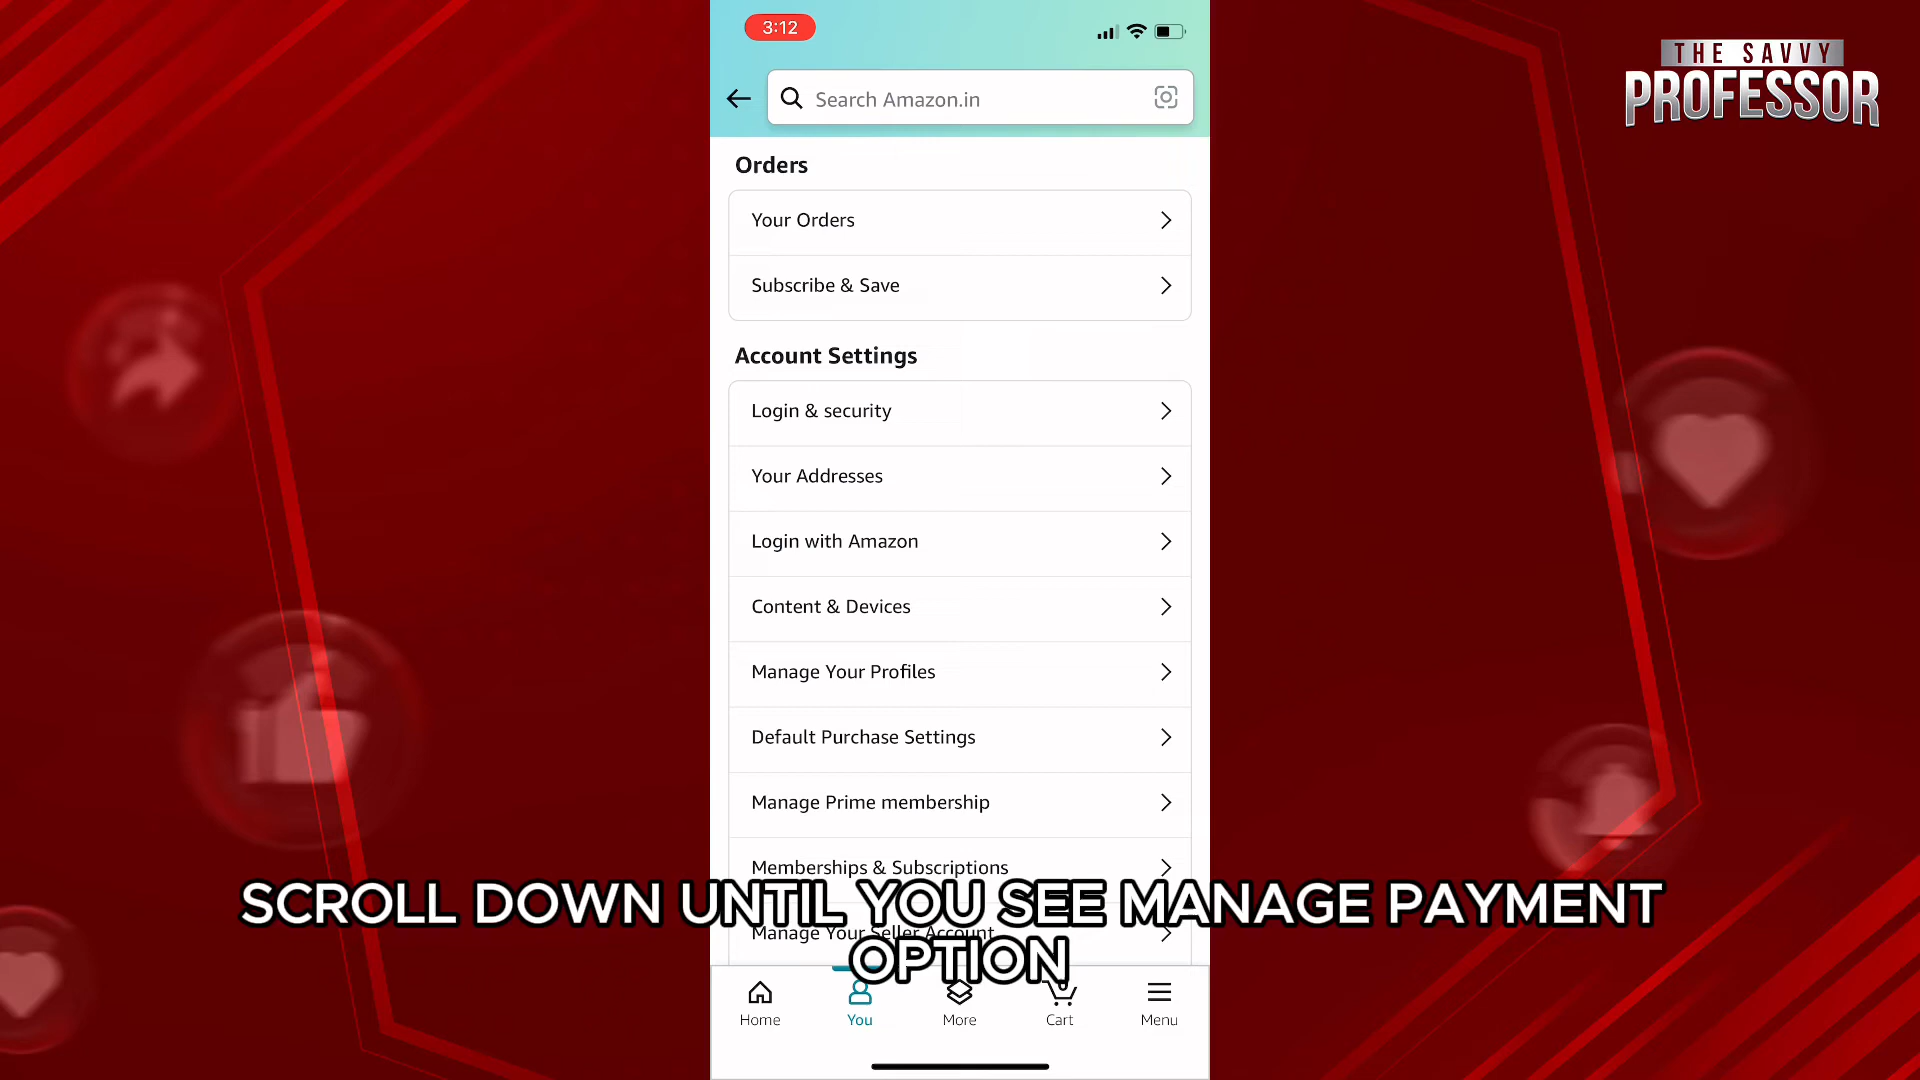 3:12
THE SAVVY
PROFESSOR
Search Amazon.in
Orders
Your Orders
Subscribe & Save
Account Settings
Login & security
Your Addresses
Login with Amazon
Content & Devices
Manage Your Profiles
Default Purchase Settings
Manage Prime membership
Memberships & Subscriptions
SCROLL DOWN UNTIL YOU SEE MANAGE PAYMENT
Manage Your Seller Account
OPTION
Home
You
More
Cart
Menu